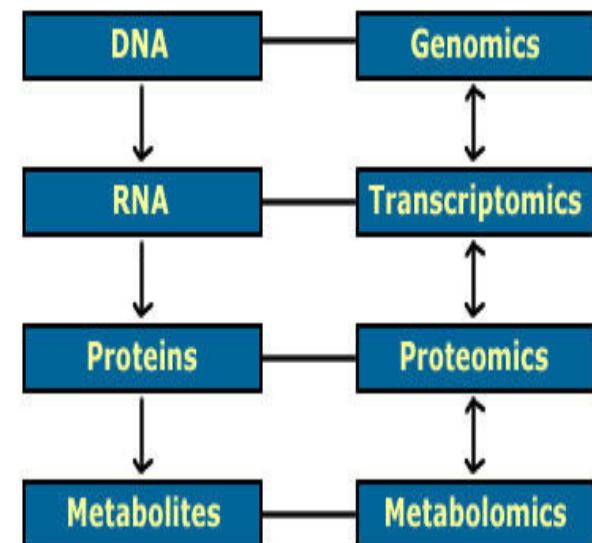 DNA
Genomics
RNA
Transcriptomics
Proteins
Proteomics
Metabolites
Metabolomics